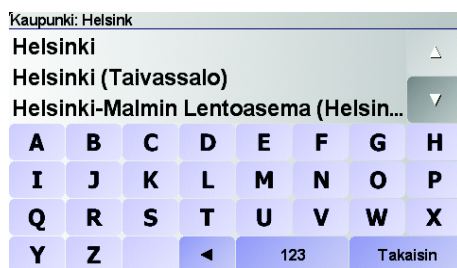 Kaupunki: Helsink
Helsinki
Helsinki (Taivassalo)
Helsinki-Malmin Lentoasema (Helsin...
A B C D E F G H
I J K L M N O P
Q R S T U V W X
Y Z 123 Takaisin